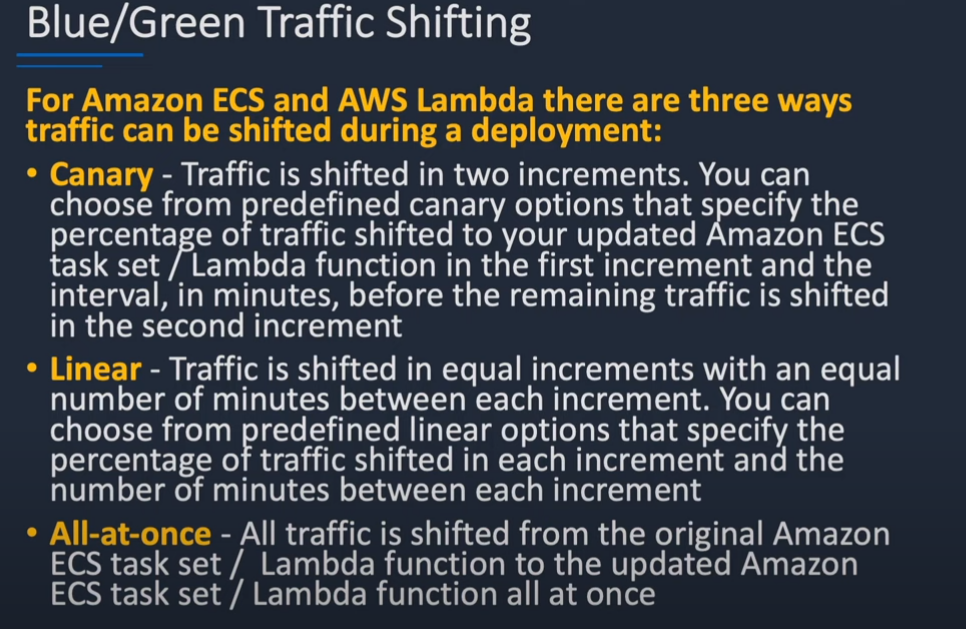 Blue/Green Traffic Shifting
For Amazon ECS and AWS Lambda there are three ways
traffic can be shifted during a deployment:
• Canary - Traffic is shifted in two increments. You can
choose from predefined canary options that specify the
percentage of traffic shifted to your updated Amazon ECS
task set / Lambda function in the first increment and the
interval, in minutes, before the remaining traffic is shifted
in the second increment
• Linear - Traffic is shifted in equal increments with an equal
number of minutes between each increment. You can
choose from predefined linear options that specify the
percentage of traffic shifted in each increment and the
number of minutes between each increment
• All-at-once - All traffic is shifted from the original Amazon
ECS task set / Lambda function to the updated Amazon
ECS task set / Lambda function all at once